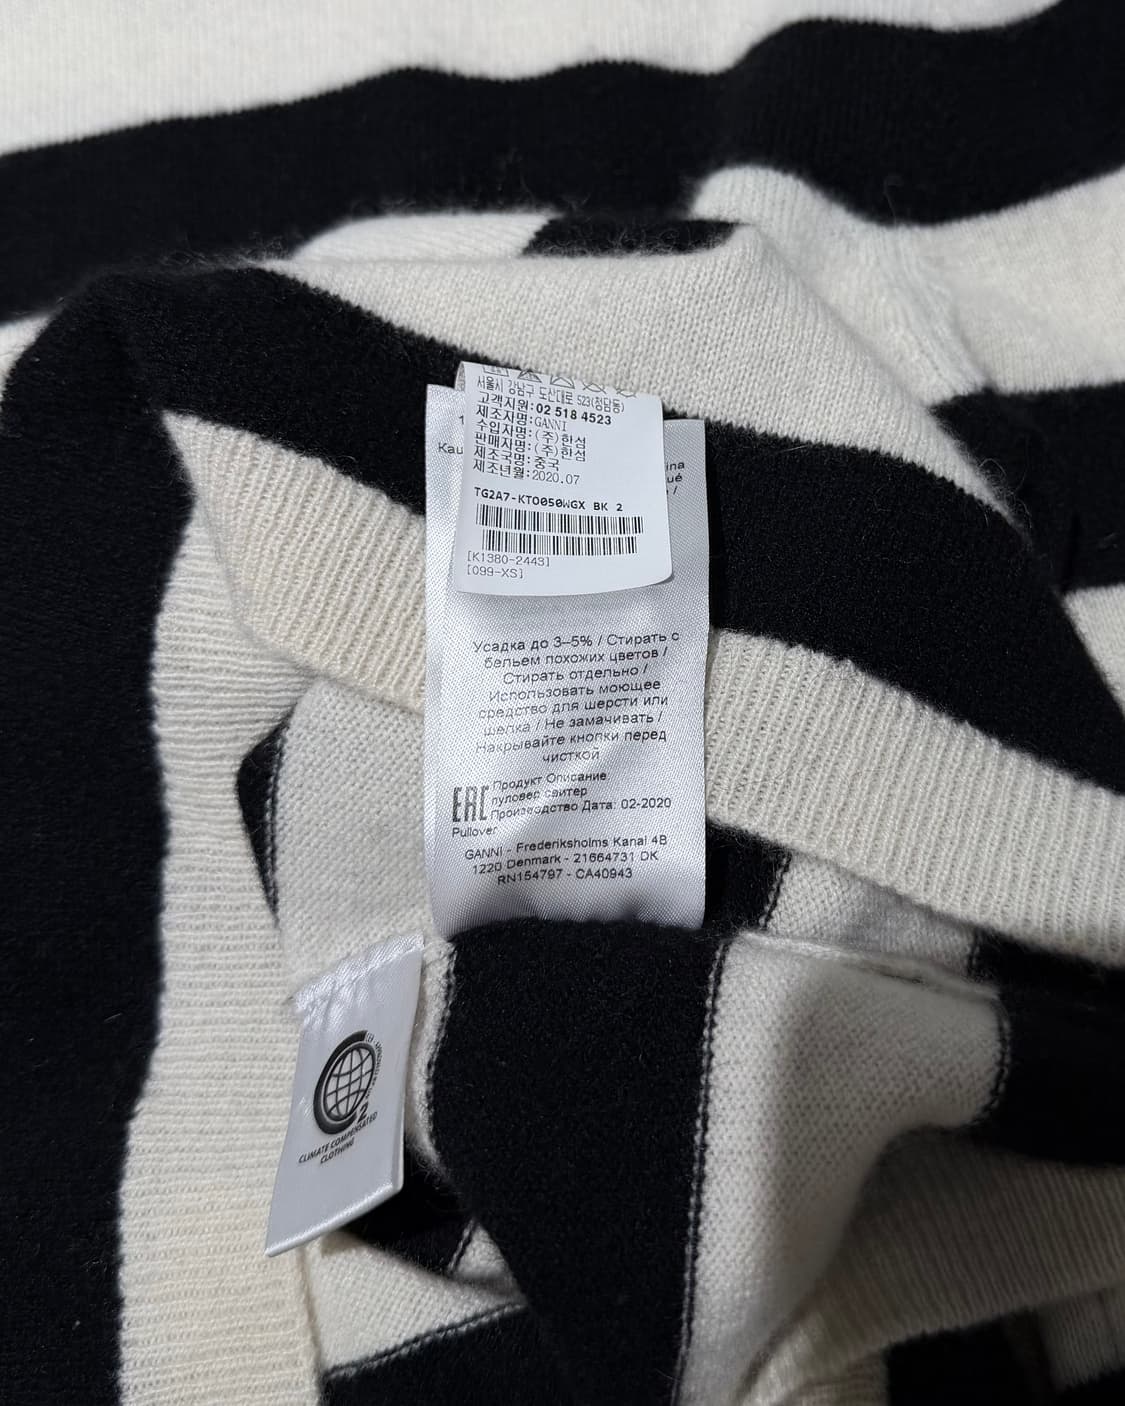 서울시 강남구 도산대로 523(청담동)
고객지원:02 518 4523
제조자명:GANNI
수입자명:(주)한섬
판매자명:(주)한섬
제조국명:중국
제조년월:2020.07
TG2A7-KTO050WGX BK 2
[K1380-2443]
[099-XS]
Усадка до 3–5% / Стирать с
бельем похожих цветов /
Стирать отдельно /
Использовать моющее
средство для шерсти или
шелка / Не замачивать /
Накрывайте кнопки перед
чисткой
EAC
Продукт Описание
пуловер свитер
Производство Дата: 02-2020
Pullover
GANNI - Frederiksholms Kanal 4B
1220 Denmark - 21664731 DK
RN154797 - CA40943
CLIMATE COMPENSATED
CLOTHING